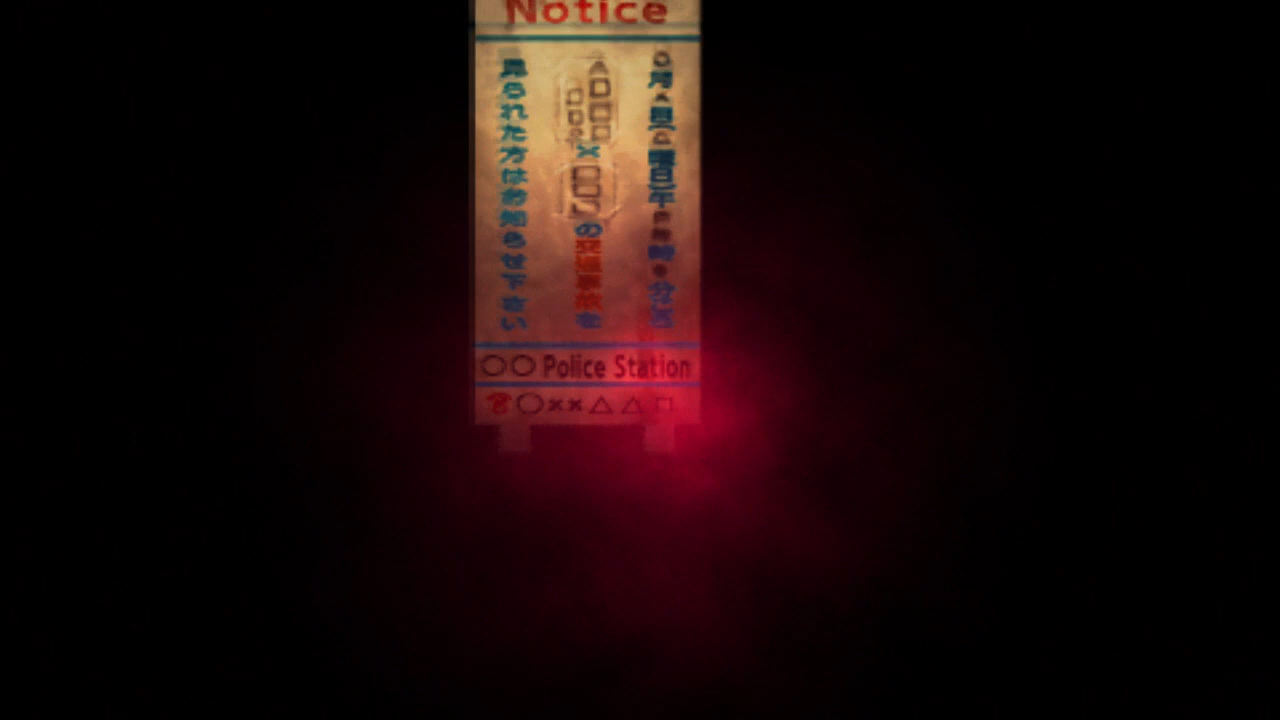 Notice
○月▲日(○曜日)午●●時●分頃
の交通事故を
見られた方はお知らせ下さい
○○ Police Station
☎○××△△□